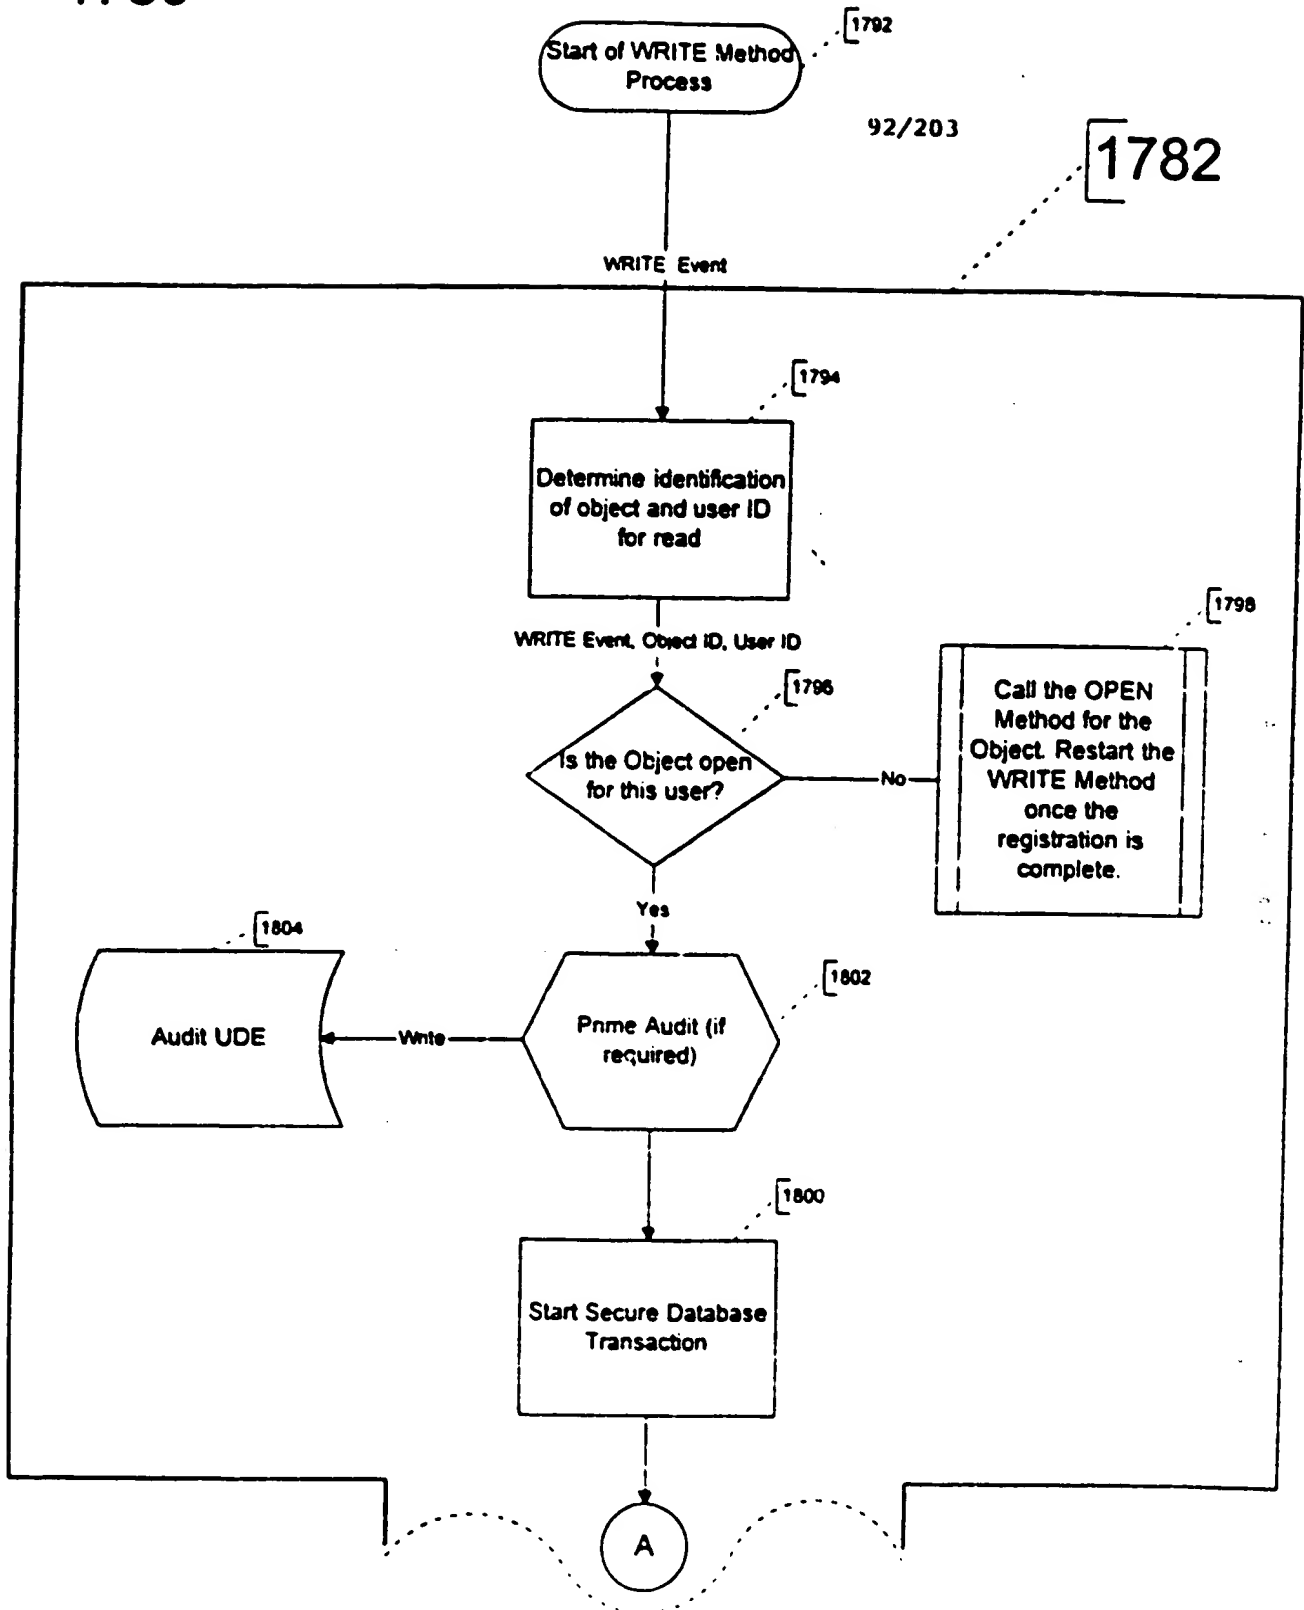 1792
Start of WRITE Method
Process
92/203
1782
WRITE Event
1794
Determine identification
of object and user ID
for read
WRITE Event, Object ID, User ID
1798
1796
Call the OPEN
Method for the
Object. Restart the
WRITE Method
once the
registration is
complete.
Is the Object open
for this user?
No
Yes
1804
1802
Audit UDE
Write
Prime Audit (if
required)
1800
Start Secure Database
Transaction
A